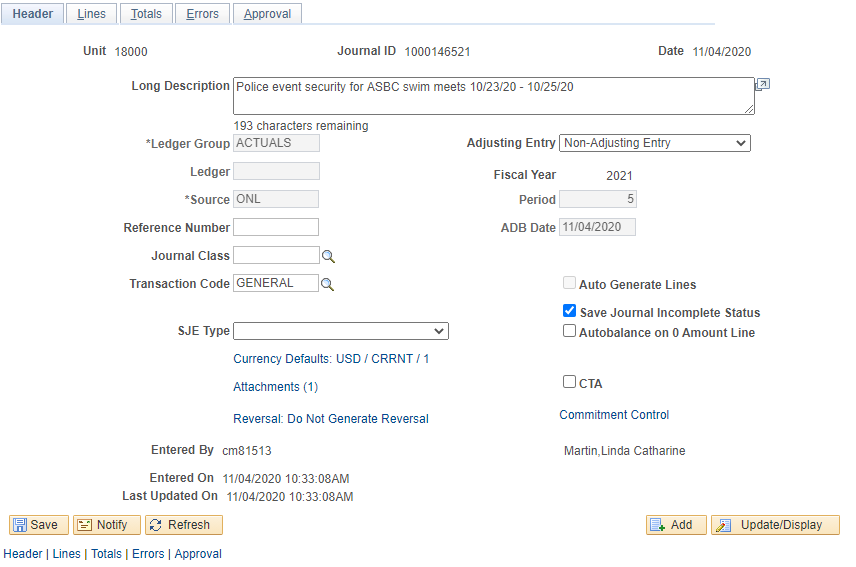 Header Lines Totals Errors Approval
Unit 18000 Journal ID 1000146521 Date 11/04/2020
Long Description Police event security for ASBC swim meets 10/23/20 - 10/25/20
193 characters remaining
*Ledger Group ACTUALS Adjusting Entry Non-Adjusting Entry
Ledger Fiscal Year 2021
*Source ONL Period 5
Reference Number ADB Date 11/04/2020
Journal Class
Transaction Code GENERAL Auto Generate Lines
Save Journal Incomplete Status
SJE Type Autobalance on 0 Amount Line
Currency Defaults: USD / CRRNT / 1
Attachments (1) CTA
Reversal: Do Not Generate Reversal Commitment Control
Entered By cm81513 Martin,Linda Catharine
Entered On 11/04/2020 10:33:08AM
Last Updated On 11/04/2020 10:33:08AM
Save Notify Refresh Add Update/Display
Header | Lines | Totals | Errors | Approval